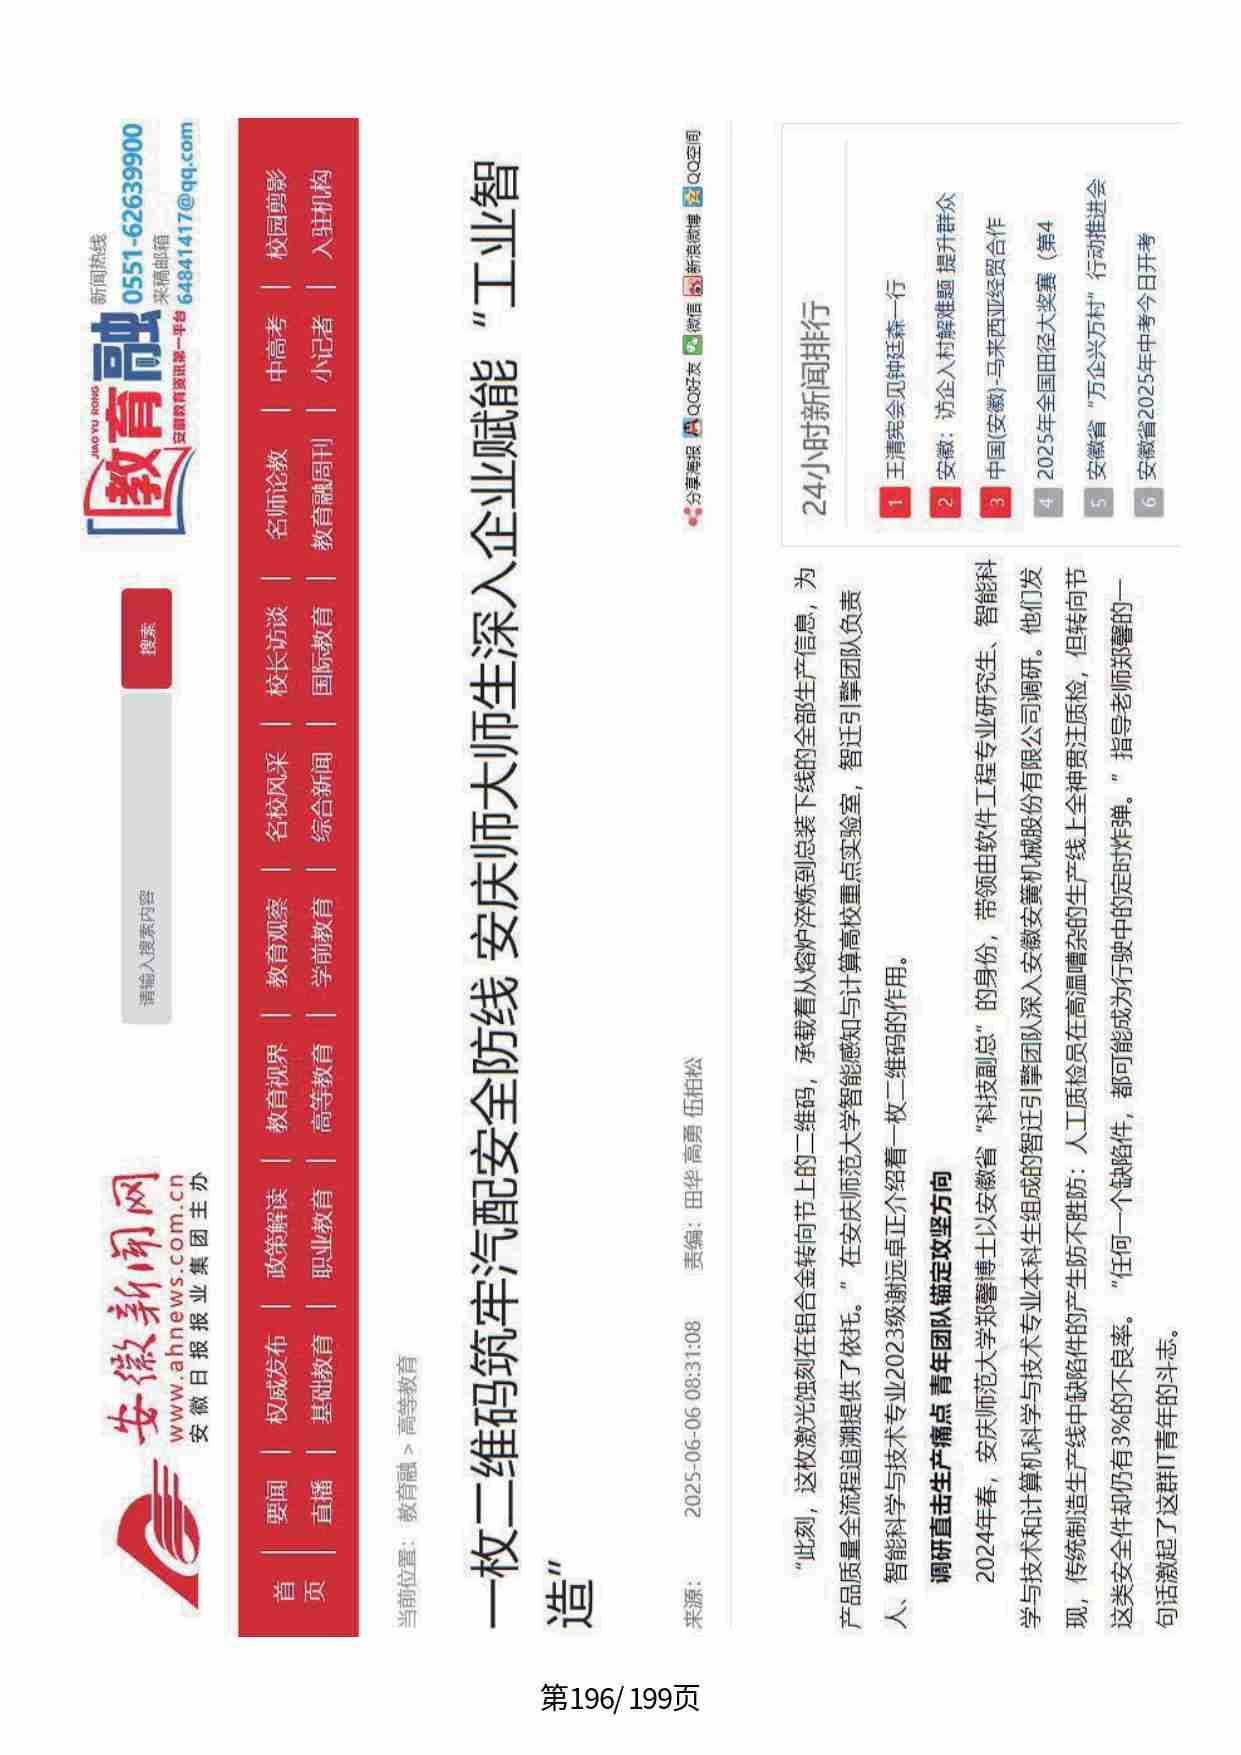 安徽新闻网
www.ahnews.com.cn
安徽日报报业集团主办
请输入搜索内容
搜索
JIAO YU RONG
教育融
安徽教育资讯第一平台
新闻热线
0551-62639900
来稿邮箱
64841417@qq.com
首页 | 要闻 | 权威发布 | 政策解读 | 教育视界 | 教育观察 | 名校风采 | 校长访谈 | 名师论教 | 中高考 | 校园剪影
直播 | 基础教育 | 职业教育 | 高等教育 | 学前教育 | 综合新闻 | 国际教育 | 教育融周刊 | 小记者 | 入驻机构
当前位置： 教育融 > 高等教育
一枚二维码筑牢汽配安全防线 安庆师大师生深入企业赋能“工业智
造”
来源： 2025-06-06 08:31:08 责编：田华 高勇 伍柏松 分享海报 QQ好友 微信 新浪微博 QQ空间
“此刻，这枚激光蚀刻在铝合金转向节上的二维码，承载着从熔炉淬炼到总装下线的全部生产信息，为
产品质量全流程追溯提供了依托。”在安庆师范大学智能感知与计算高校重点实验室，智迁引擎团队负责
人、智能科学与技术专业2023级谢远卓正介绍着一枚二维码的作用。
调研直击生产痛点 青年团队锚定攻坚方向
2024年春，安庆师范大学郑馨博士以安徽省“科技副总”的身份，带领由软件工程专业研究生、智能科
学与技术和计算机科学与技术专业本科生组成的智迁引擎团队深入安徽安簧机械股份有限公司调研。他们发
现，传统制造生产线中缺陷件的产生防不胜防：人工质检员在高温嘈杂的生产线上全神贯注质检，但转向节
这类安全件却仍有3%的不良率。“任何一个缺陷件，都可能成为行驶中的定时炸弹。”指导老师郑馨的一
句话激起了这群IT青年的斗志。
24小时新闻排行
1 王清宪会见钟廷森一行
2 安徽：访企入村解难题 提升群众
3 中国(安徽)-马来西亚经贸合作
4 2025年全国田径大奖赛（第4
5 安徽省“万企兴万村”行动推进会
6 安徽省2025年中考今日开考
第196/199页